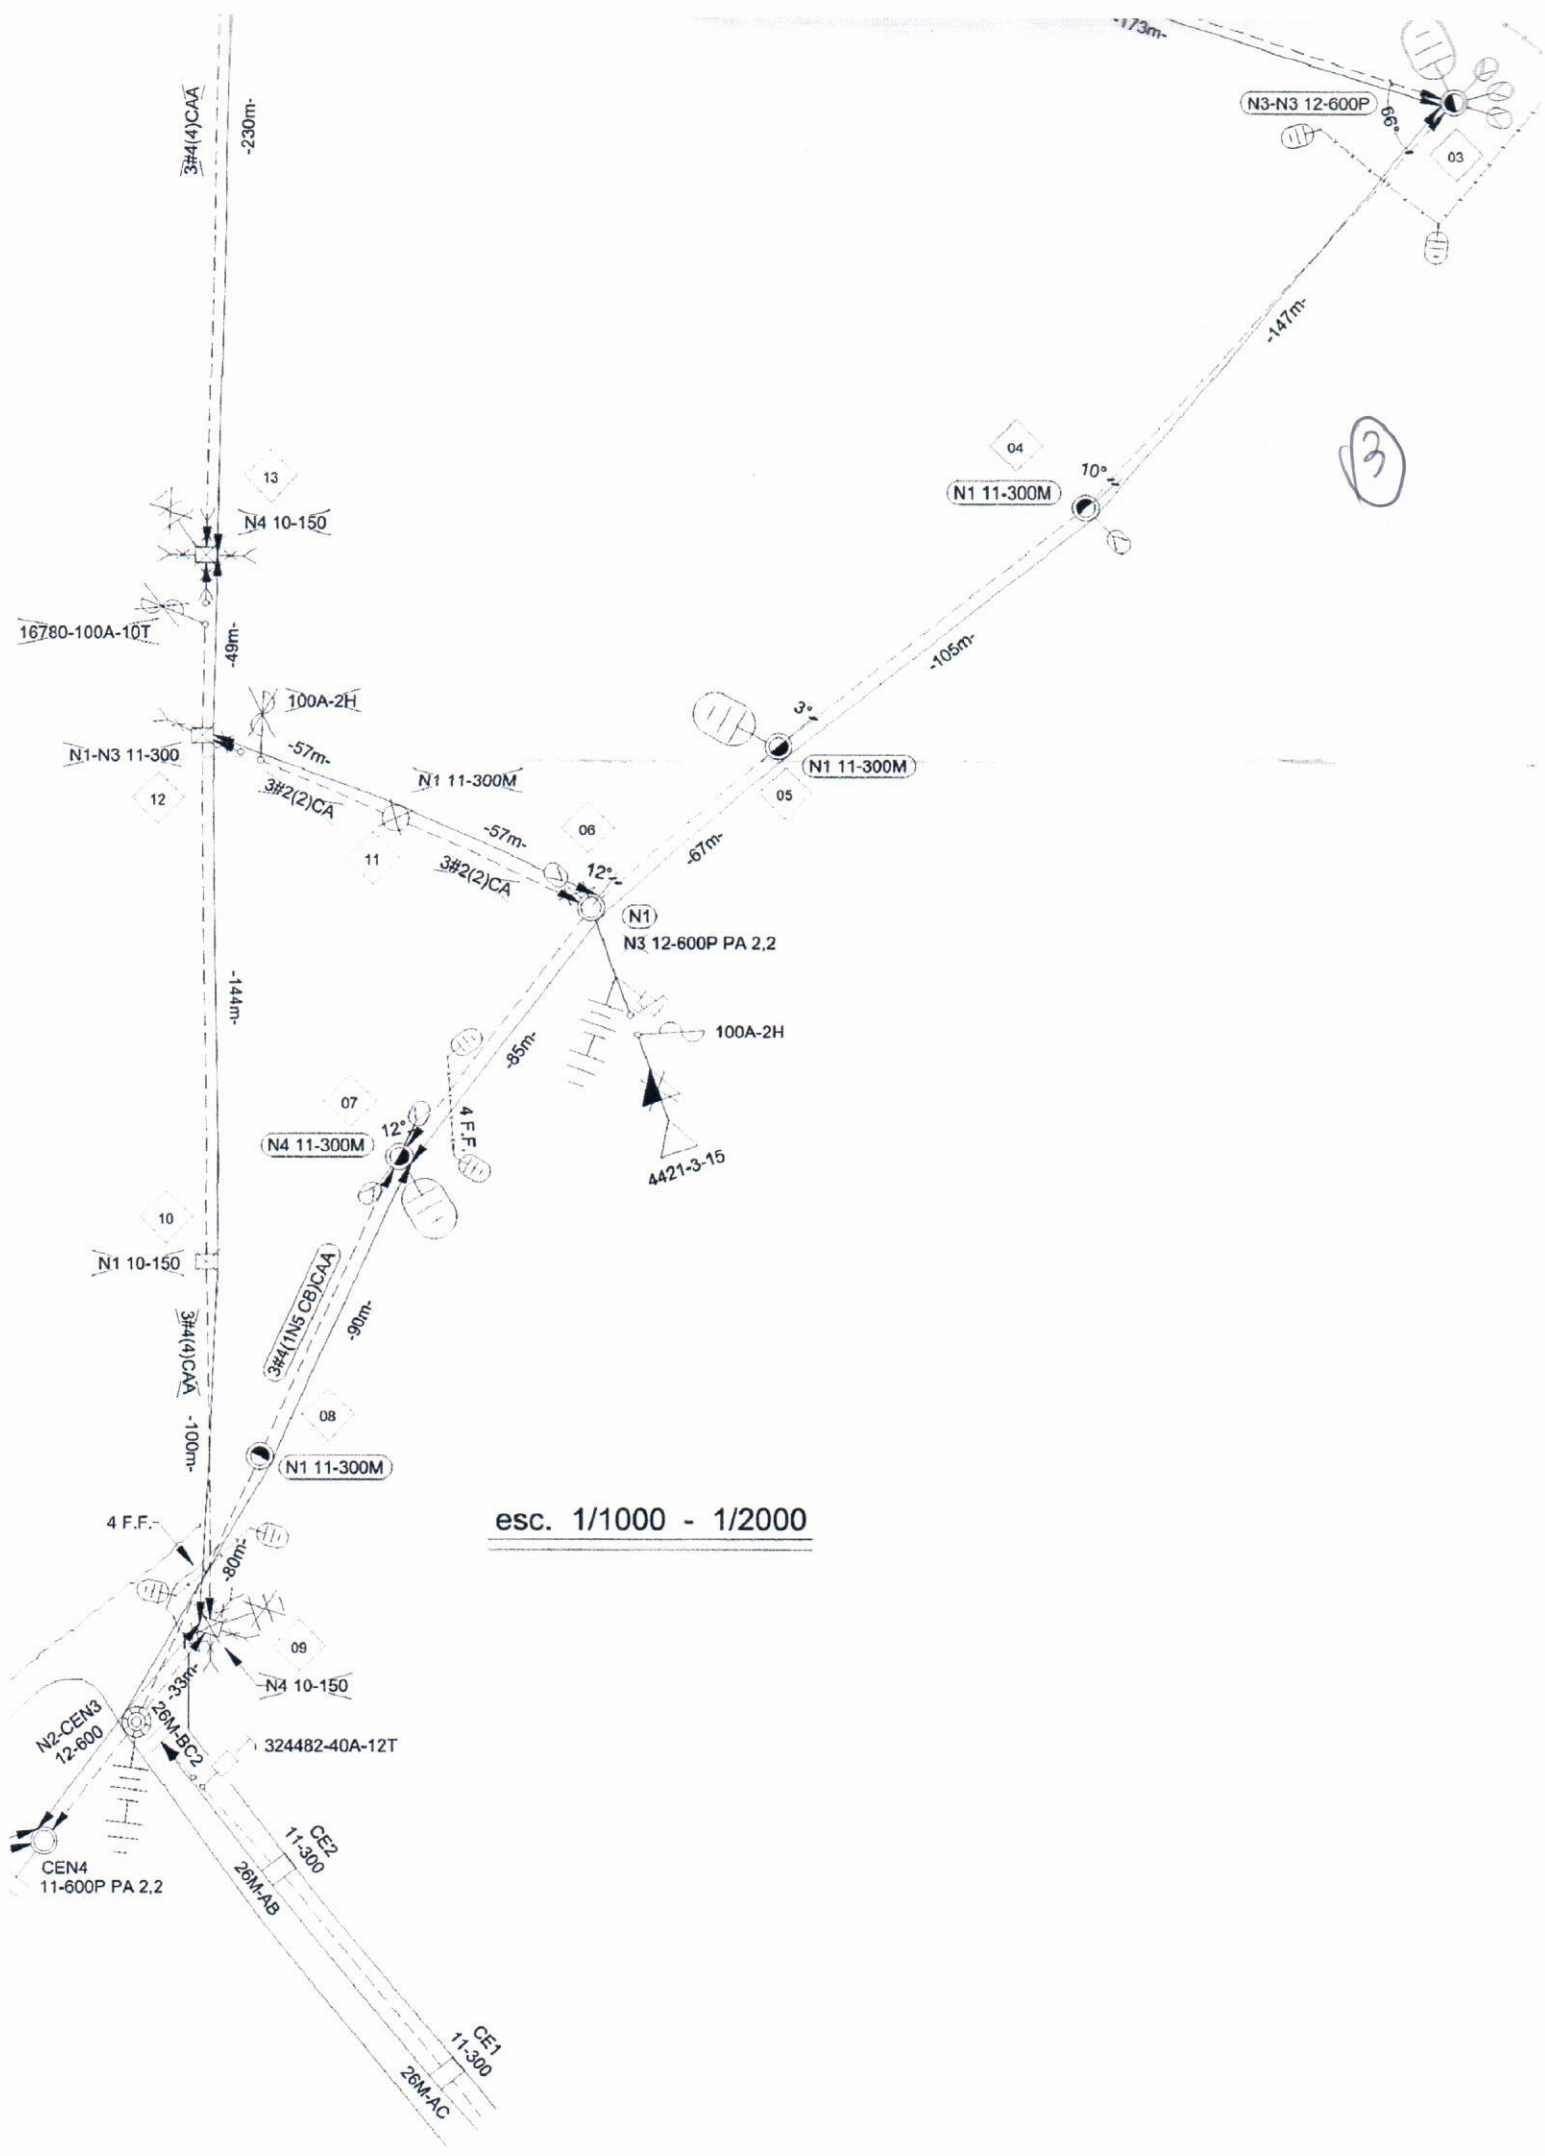 -173m-
N3-N3 12-600P
66°
03
3#4(4)CAA
-230m-
-147m-
3
04
10°
N1 11-300M
13
N4 10-150
16780-100A-10T
-49m-
-105m-
100A-2H
3°
N1-N3 11-300
-57m-
N1 11-300M
N1 11-300M
3#2(2)CA
12
05
06
-57m-
11
3#2(2)CA
12°
-67m-
N1
N3 12-600P PA 2,2
-144m-
-85m-
100A-2H
07
12°
4 F.F.
N4 11-300M
4421-3-15
10
N1 10-150
3#4(1N5 CB)CAA
-90m-
3#4(4)CAA
-100m-
08
N1 11-300M
4 F.F.
esc. 1/1000 - 1/2000
-80m-
09
-33m-
N4 10-150
N2-CEN3
12-600
26M-BC2
324482-40A-12T
CE2
11-300
CEN4
11-600P PA 2,2
26M-AB
CE1
11-300
26M-AC